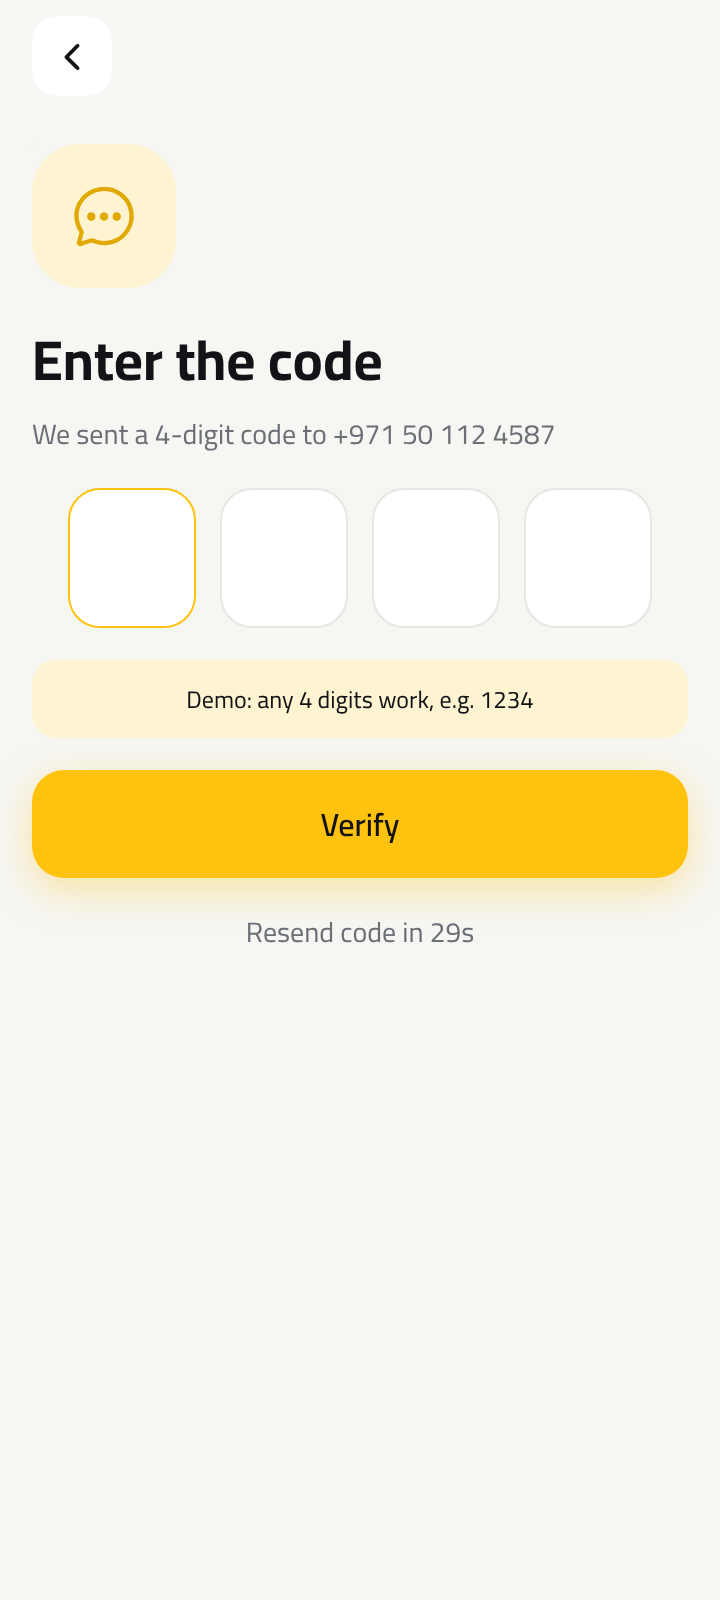 Enter the code
We sent a 4-digit code to +971 50 112 4587
Demo: any 4 digits work, e.g. 1234
Verify
Resend code in 29s